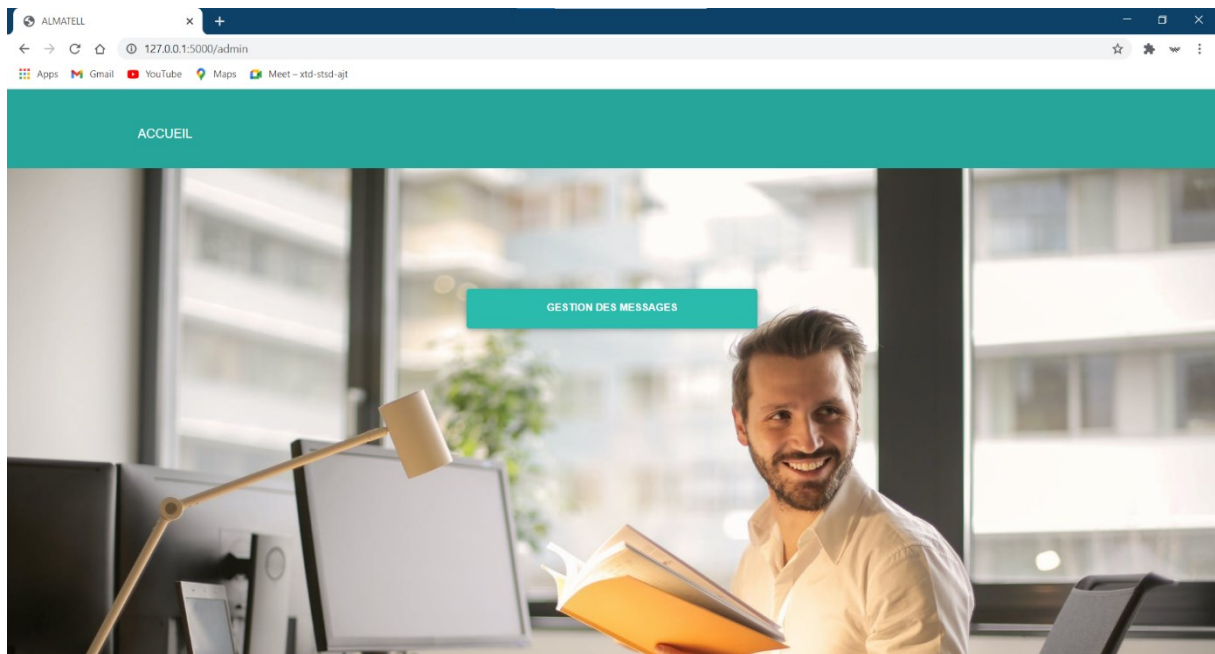 ALMATELL
127.0.0.1:5000/admin
Apps Gmail YouTube Maps Meet – xtd-stsd-ajt
ACCUEIL
GESTION DES MESSAGES